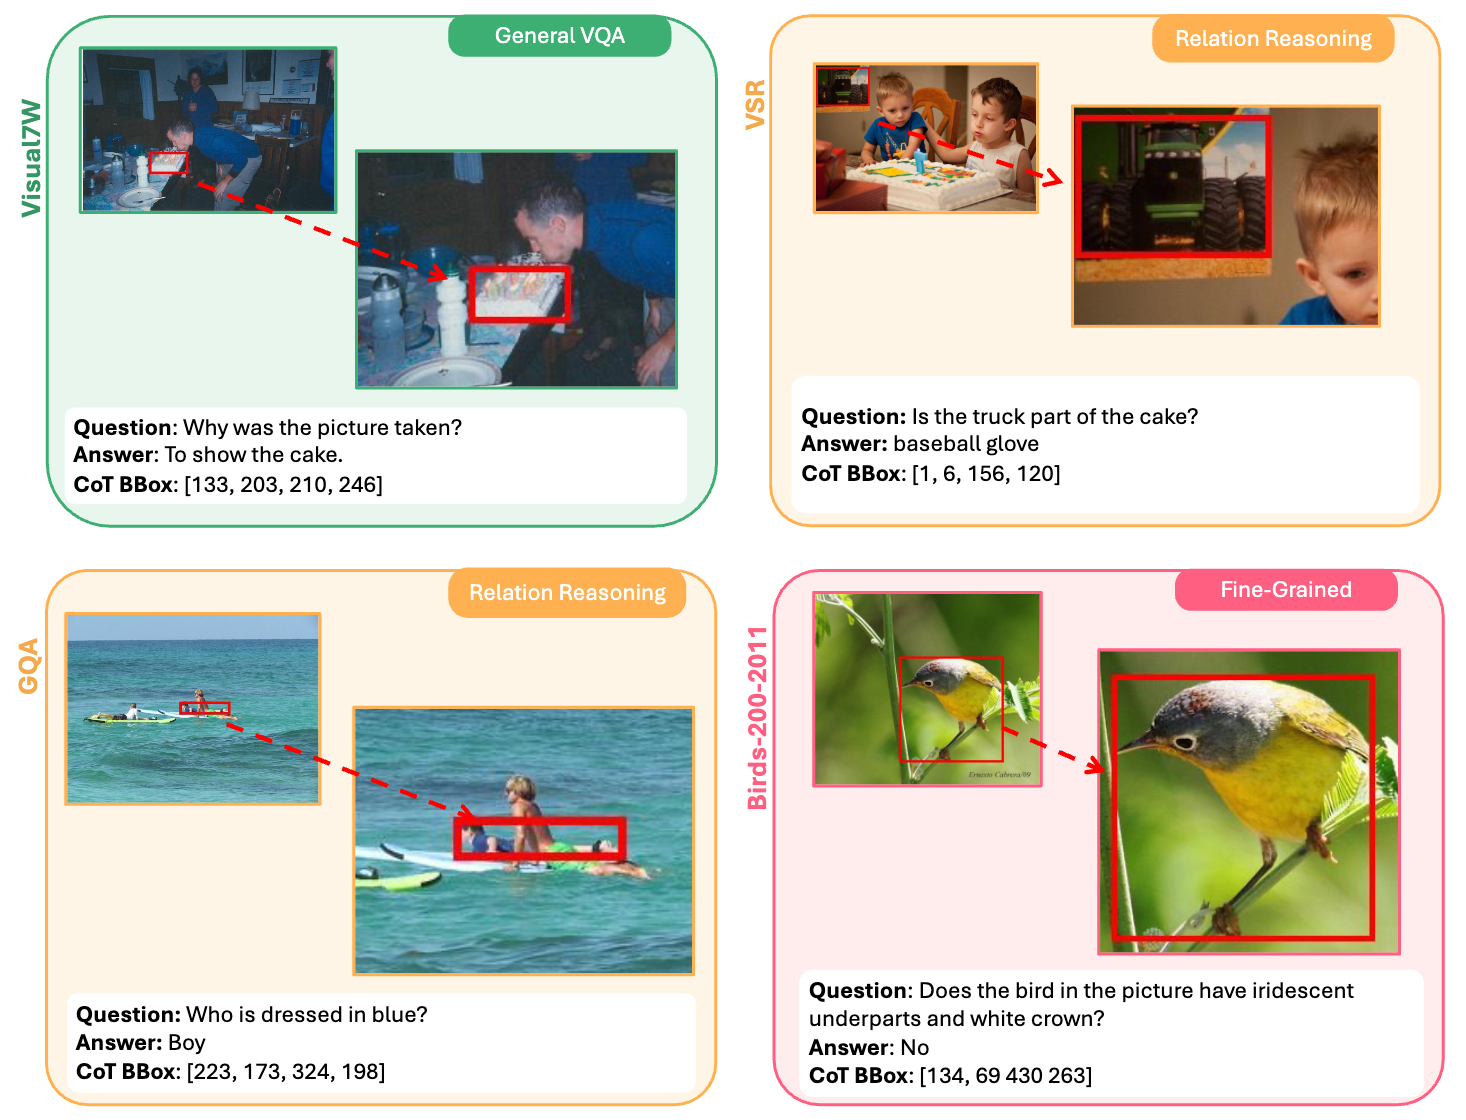 General VQA
Visual7W
Question: Why was the picture taken?
Answer: To show the cake.
CoT BBox: [133, 203, 210, 246]
Relation Reasoning
VSR
Question: Is the truck part of the cake?
Answer: baseball glove
CoT BBox: [1, 6, 156, 120]
Relation Reasoning
GQA
Question: Who is dressed in blue?
Answer: Boy
CoT BBox: [223, 173, 324, 198]
Fine-Grained
Birds-200-2011
Ernesto Cabrera/09
Question: Does the bird in the picture have iridescent
underparts and white crown?
Answer: No
CoT BBox: [134, 69 430 263]